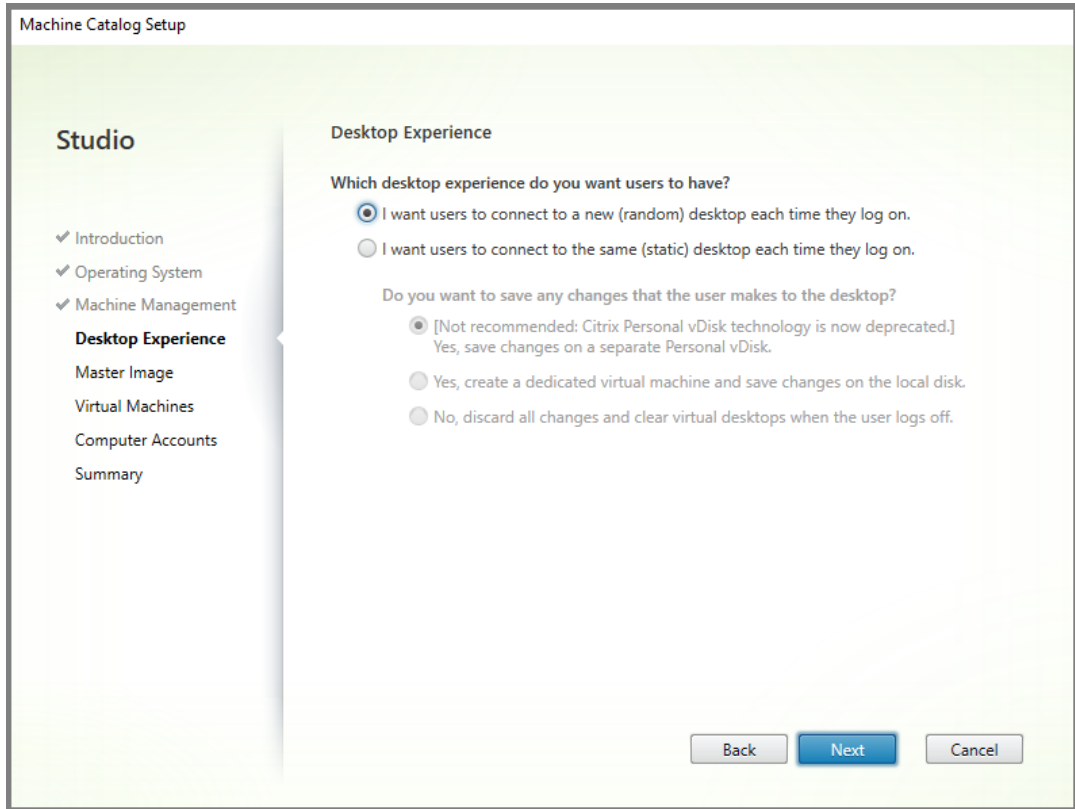 Machine Catalog Setup
Studio
Introduction
Operating System
Machine Management
Desktop Experience
Master Image
Virtual Machines
Computer Accounts
Summary
Desktop Experience
Which desktop experience do you want users to have?
I want users to connect to a new (random) desktop each time they log on.
I want users to connect to the same (static) desktop each time they log on.
Do you want to save any changes that the user makes to the desktop?
[Not recommended: Citrix Personal vDisk technology is now deprecated.]
Yes, save changes on a separate Personal vDisk.
Yes, create a dedicated virtual machine and save changes on the local disk.
No, discard all changes and clear virtual desktops when the user logs off.
Back
Next
Cancel